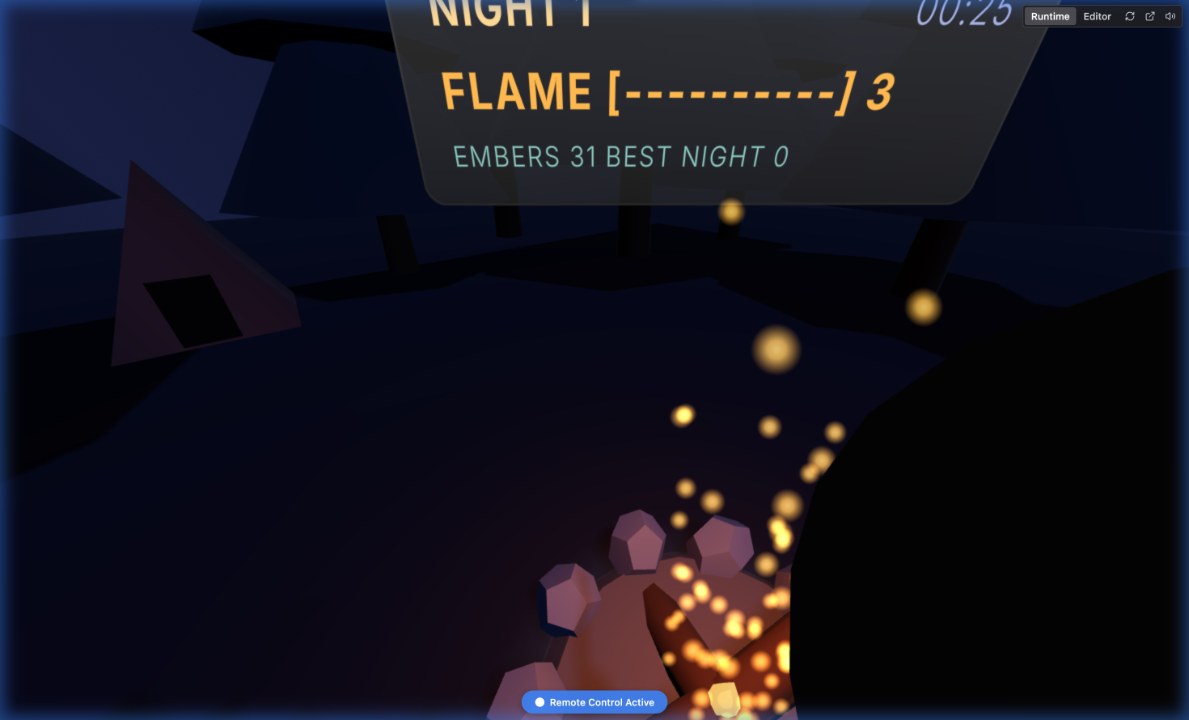 NIGHT 1 00:25
Runtime Editor
FLAME [----------] 3
EMBERS 31 BEST NIGHT 0
Remote Control Active